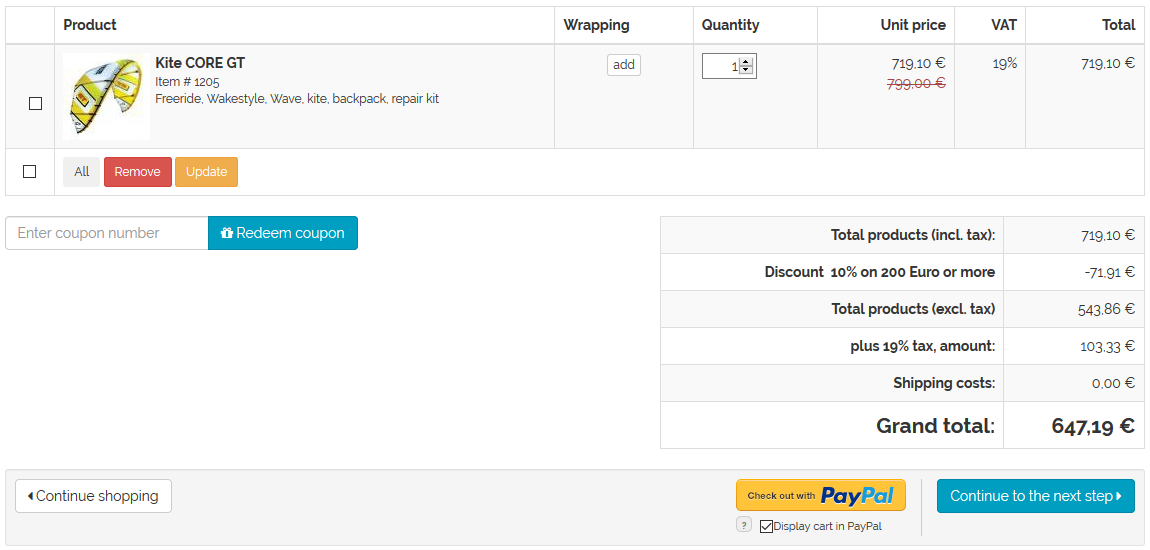 Product Wrapping Quantity Unit price VAT Total
Kite CORE GT add 1 719,10 € 19% 719,10 €
Item # 1205 799,00 €
Freeride, Wakestyle, Wave, kite, backpack, repair kit
All Remove Update
Enter coupon number Redeem coupon
Total products (incl. tax): 719,10 €
Discount 10% on 200 Euro or more -71,91 €
Total products (excl. tax) 543,86 €
plus 19% tax, amount: 103,33 €
Shipping costs: 0,00 €
Grand total: 647,19 €
Continue shopping Check out with PayPal Continue to the next step
? Display cart in PayPal